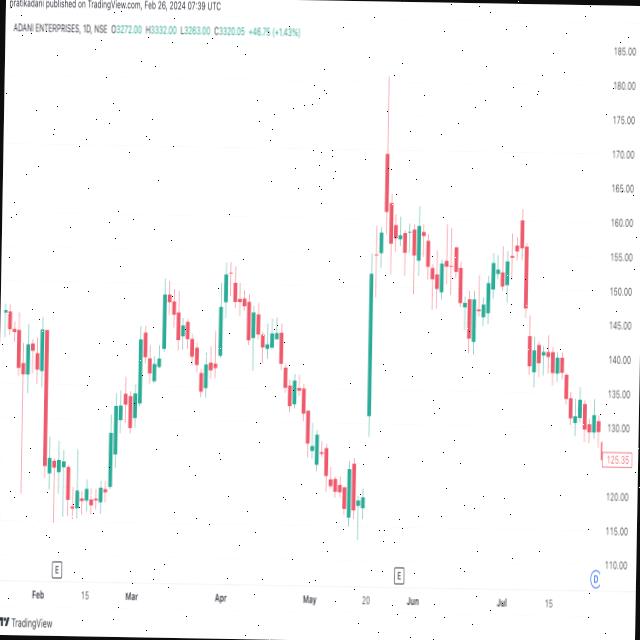 pratikadani published on TradingView.com, Feb 26, 2024 07:39 UTC
ADANI ENTERPRISES, 1D, NSE O3272.00 H3332.00 L3263.00 C3320.05 +46.75 (+1.43%)
185.00
180.00
175.00
170.00
165.00
160.00
155.00
150.00
145.00
140.00
135.00
130.00
125.35
120.00
115.00
110.00
E
E
D
Feb 15 Mar Apr May 20 Jun Jul 15
TradingView